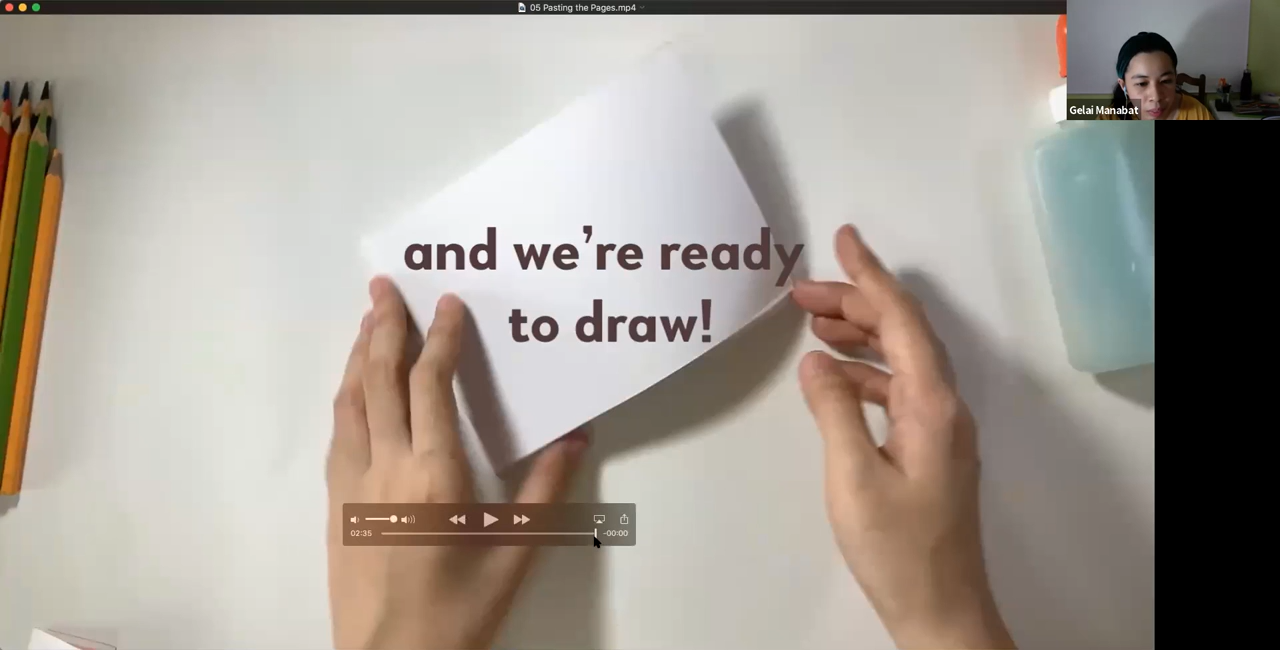 05 Pasting the Pages.mp4
Gelai Manabat
and we're ready
to draw!
02:35
-00:00